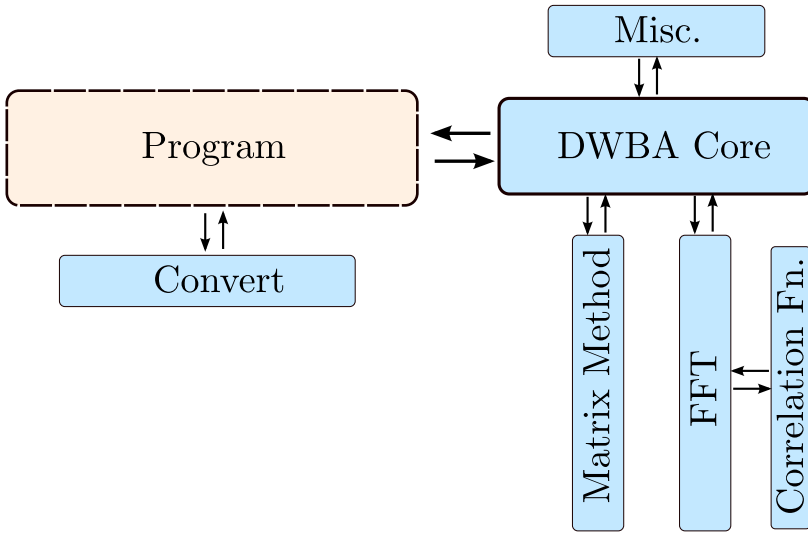 Misc.
Program
DWBA Core
Convert
Matrix Method
FFT
Correlation Fn.